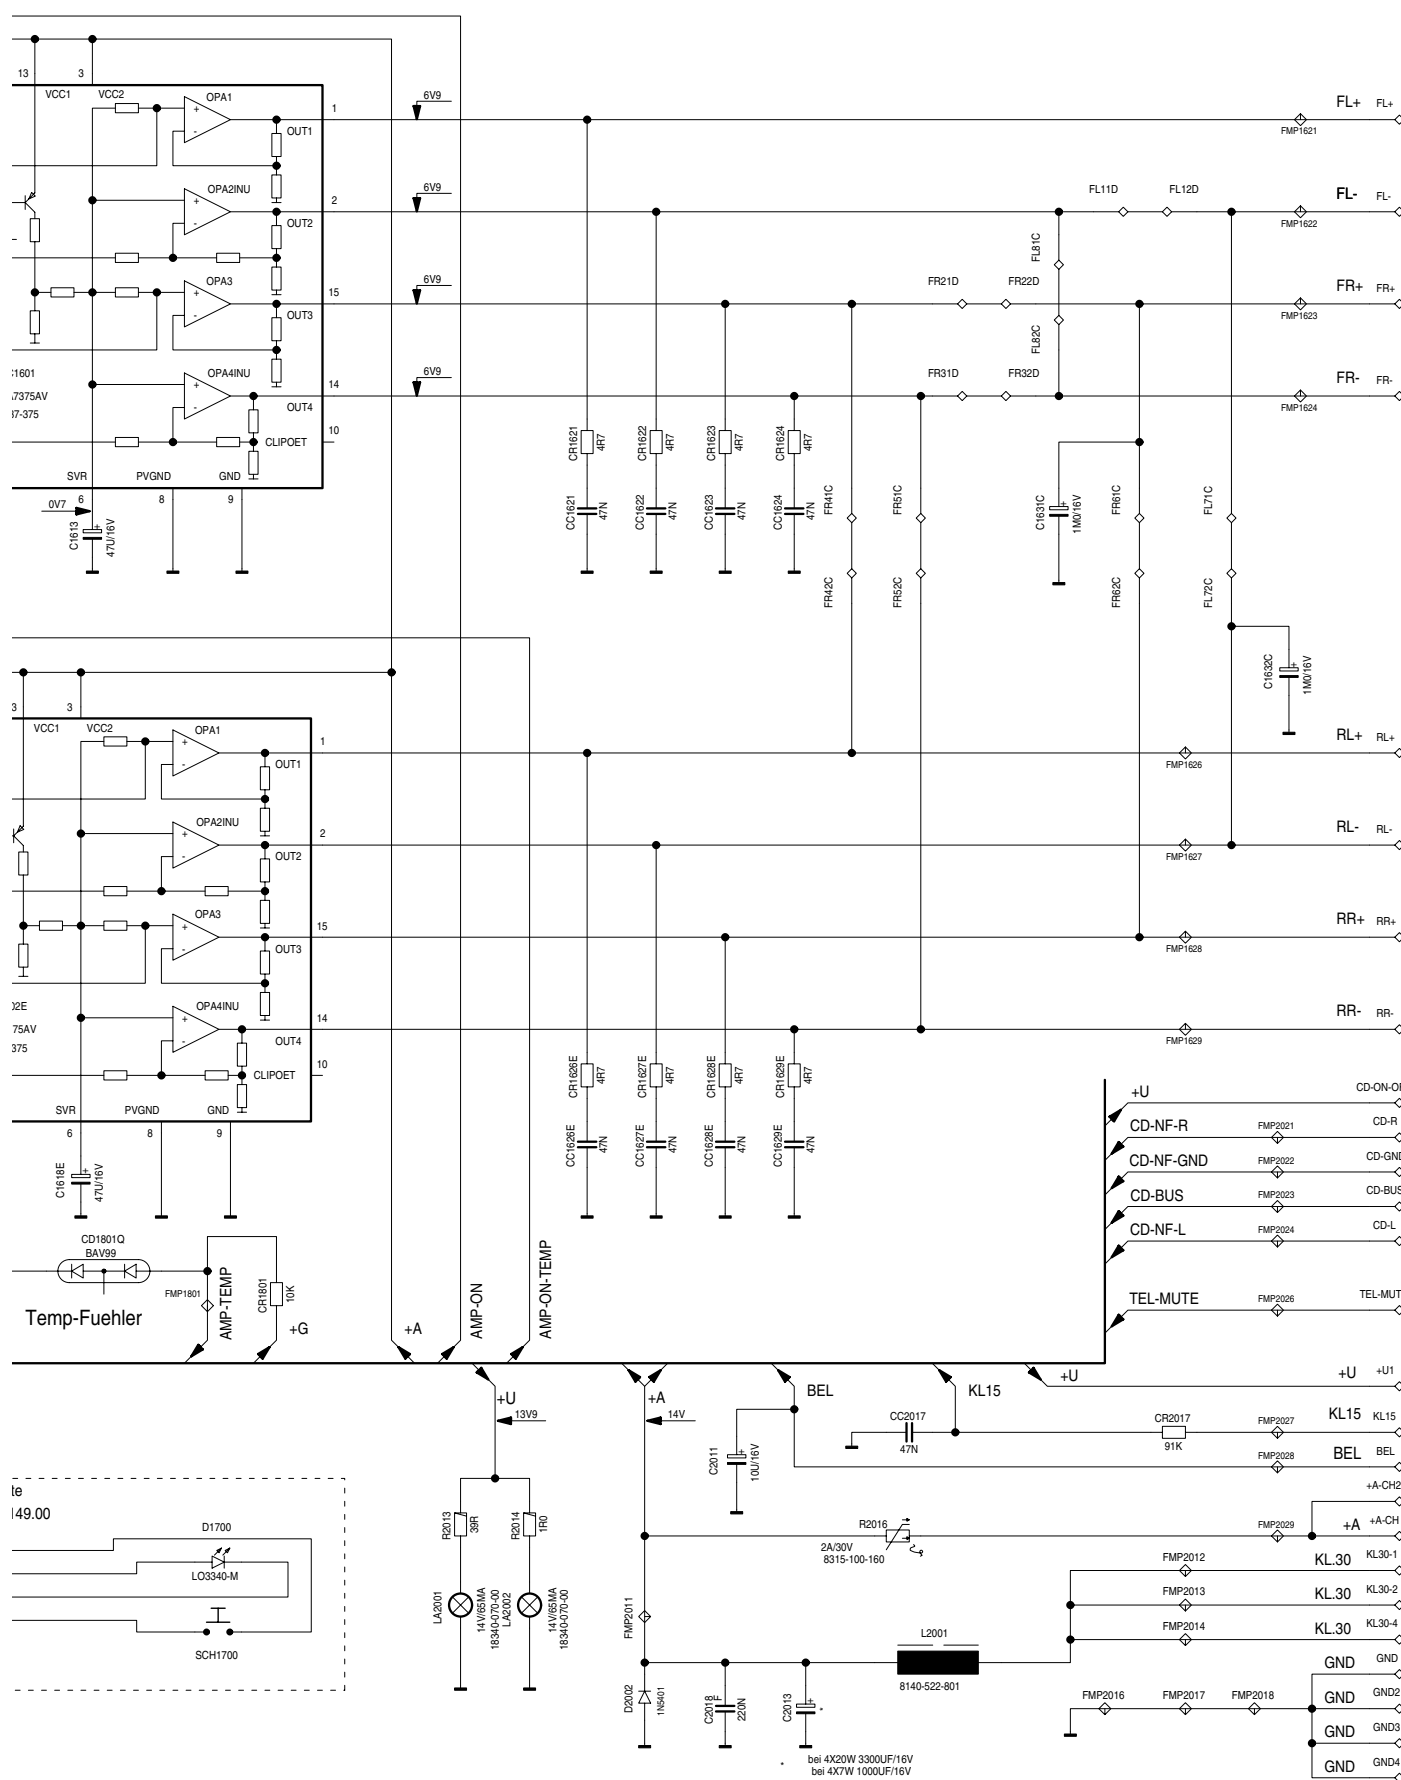 13
3
VCC1
VCC2
OPA1
1
OUT1
6V9
FL+
FL+
FMP1621
OPA2INU
2
OUT2
6V9
FL11D
FL12D
FL-
FL-
FMP1622
FL81C
OPA3
15
OUT3
6V9
FR21D
FR22D
FR+
FR+
FMP1623
FL82C
C1601
7375AV
37-375
OPA4INU
14
OUT4
6V9
FR31D
FR32D
FR-
FR-
FMP1624
10
CLIPOET
SVR
PVGND
GND
6
8
9
0V7
C1613
47U/16V
CR1621
4R7
CR1622
4R7
CR1623
4R7
CR1624
4R7
CC1621
47N
CC1622
47N
CC1623
47N
CC1624
47N
FR41C
FR51C
C1631C
1M0/16V
FR61C
FL71C
FR42C
FR52C
FR62C
FL72C
C1632C
1M0/16V
3
3
VCC1
VCC2
OPA1
1
OUT1
RL+
RL+
FMP1626
OPA2INU
2
OUT2
RL-
RL-
FMP1627
OPA3
15
OUT3
RR+
RR+
FMP1628
02E
75AV
375
OPA4INU
14
OUT4
RR-
RR-
FMP1629
10
CLIPOET
SVR
PVGND
GND
6
8
9
C1618E
47U/16V
CR1626E
4R7
CR1627E
4R7
CR1628E
4R7
CR1629E
4R7
CC1626E
47N
CC1627E
47N
CC1628E
47N
CC1629E
47N
+U
CD-ON-OF
CD-NF-R
FMP2021
CD-R
CD-NF-GND
FMP2022
CD-GND
CD-BUS
FMP2023
CD-BUS
CD-NF-L
FMP2024
CD-L
TEL-MUTE
FMP2026
TEL-MUT
CD1801Q
BAV99
FMP1801
Temp-Fuehler
AMP-TEMP
CR1801
10K
+G
+A
AMP-ON
AMP-ON-TEMP
+U
13V9
+A
14V
BEL
KL15
+U
+U
+U1
CC2017
47N
CR2017
91K
FMP2027
KL15
KL15
FMP2028
BEL
BEL
C2011
10U/16V
+A-CH2
R2016
2A/30V
8315-100-160
FMP2029
+A
+A-CH
te
149.00
D1700
LO3340-M
SCH1700
R2013
39R
R2014
1R0
LA2001
14V/65MA
18340-070-00
LA2002
14V/65MA
18340-070-00
FMP2011
FMP2012
KL.30
KL30-1
FMP2013
KL.30
KL30-2
FMP2014
KL.30
KL30-4
L2001
8140-522-801
D2002
1N5401
C2018
F
220N
C2013
*
GND
GND
FMP2016
FMP2017
FMP2018
GND
GND2
GND
GND3
GND
GND4
* bei 4X20W 3300UF/16V
bei 4X7W 1000UF/16V